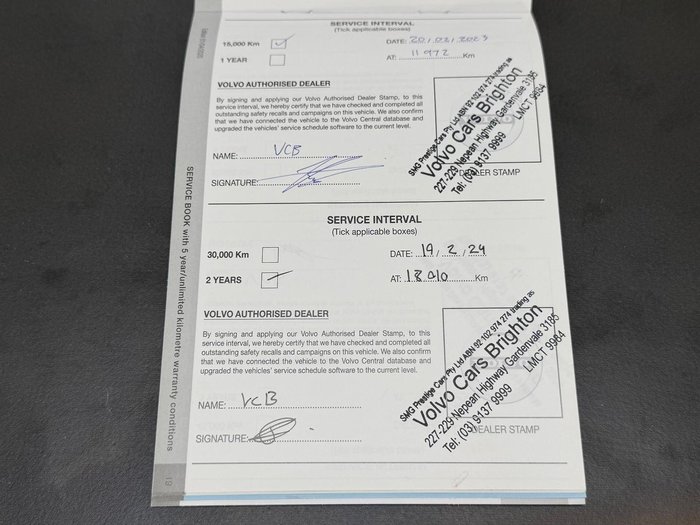 SERVICE INTERVAL
(Tick applicable boxes)
15,000 Km
DATE: 20/02/2023
1 YEAR
AT: 11972 Km
VOLVO AUTHORISED DEALER
By signing and applying our Volvo Authorised Dealer Stamp, to this
service interval, we hereby certify that we have checked and completed all
outstanding safety recalls and campaigns on this vehicle. We also confirm
that we have connected the vehicle to the Volvo Central database and
upgraded the vehicles' service schedule software to the current level.
NAME: VCB
SIGNATURE:
SMG Prestige Cars Pty Ltd ABN 92 102 974 274 trading as
Volvo Cars Brighton
227-229 Nepean Highway Gardenvale 3185
Tel: (03) 9137 9999 LMCT 9984
DEALER STAMP
SERVICE INTERVAL
(Tick applicable boxes)
30,000 Km
DATE: 19/2/24
2 YEARS
AT: 18010 Km
VOLVO AUTHORISED DEALER
By signing and applying our Volvo Authorised Dealer Stamp, to this
service interval, we hereby certify that we have checked and completed all
outstanding safety recalls and campaigns on this vehicle. We also confirm
that we have connected the vehicle to the Volvo Central database and
upgraded the vehicles' service schedule software to the current level.
NAME: VCB
SIGNATURE:
SMG Prestige Cars Pty Ltd ABN 92 102 974 274 trading as
Volvo Cars Brighton
227-229 Nepean Highway Gardenvale 3185
Tel: (03) 9137 9999 LMCT 9984
DEALER STAMP
SERVICE BOOK with 5 year/unlimited kilometre warranty conditions
19